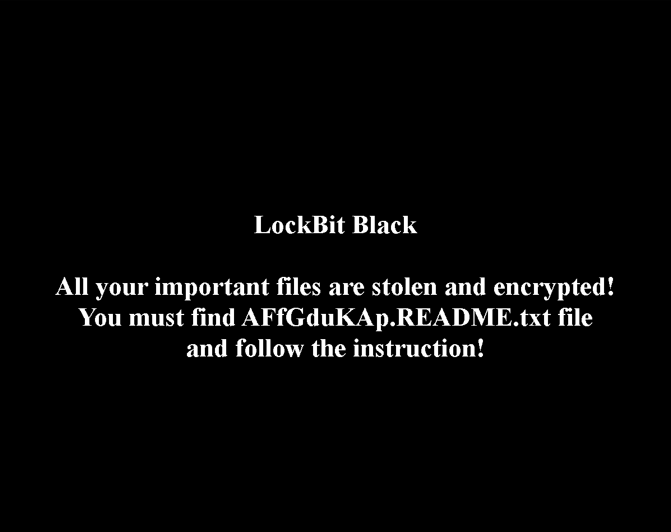 LockBit Black
All your important files are stolen and encrypted!
You must find AFfGduKAp.README.txt file
and follow the instruction!